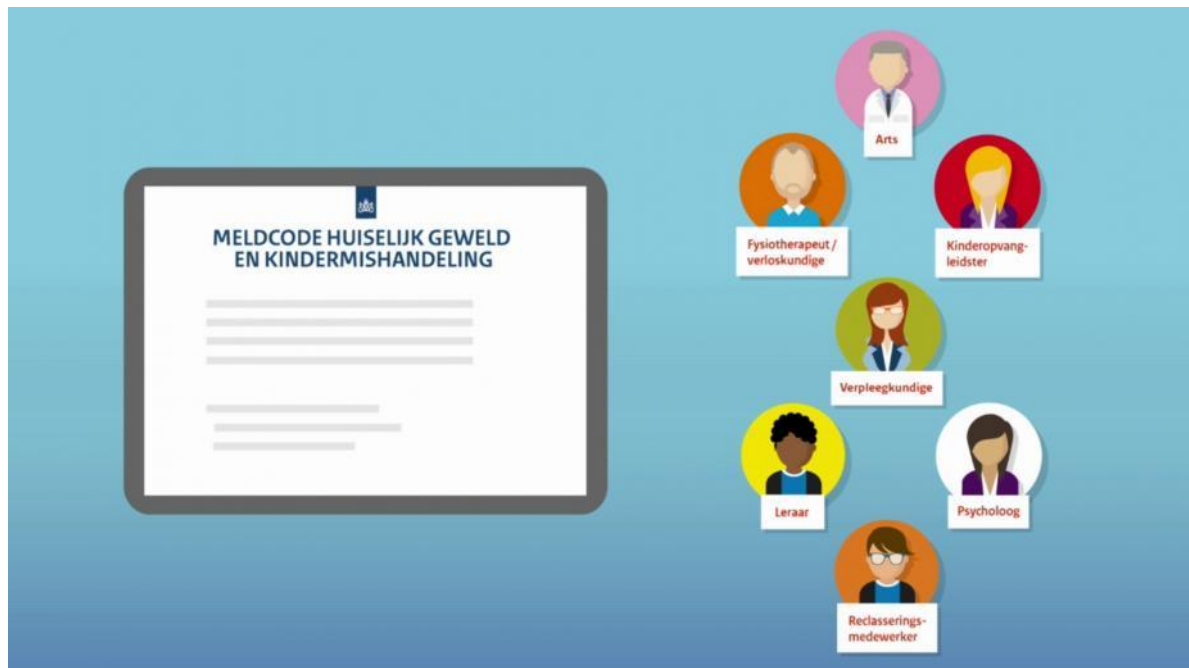 MELDCODE HUISELIJK GEWELD
EN KINDERMISHANDELING
Arts
Fysiotherapeut /
verloskundige
Kinderopvang-
leidster
Verpleegkundige
Leraar
Psycholoog
Reclasserings-
medewerker